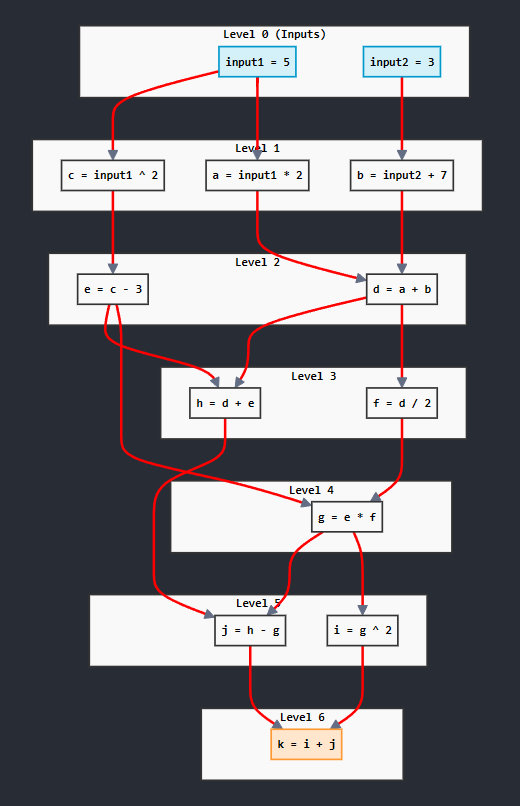 Level 0 (Inputs)
input1 = 5
input2 = 3
Level 1
c = input1 ^ 2
a = input1 * 2
b = input2 + 7
Level 2
e = c - 3
d = a + b
Level 3
h = d + e
f = d / 2
Level 4
g = e * f
Level 5
j = h - g
i = g ^ 2
Level 6
k = i + j